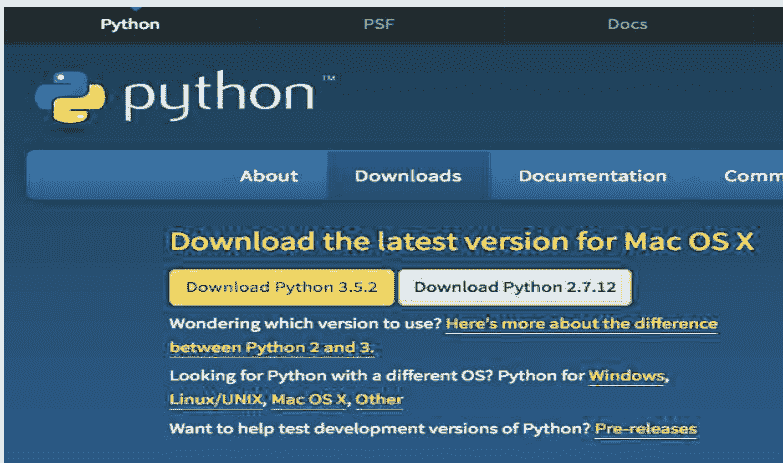 Python PSF Docs
python™
About Downloads Documentation Comm
Download the latest version for Mac OS X
Download Python 3.5.2 Download Python 2.7.12
Wondering which version to use? Here's more about the difference
between Python 2 and 3.
Looking for Python with a different OS? Python for Windows,
Linux/UNIX, Mac OS X, Other
Want to help test development versions of Python? Pre-releases